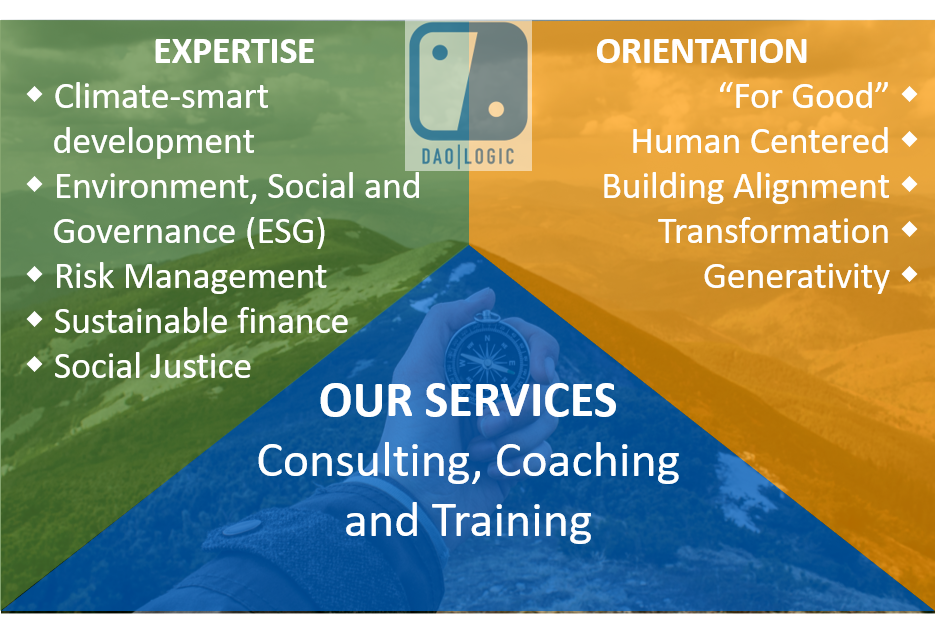 EXPERTISE
◆ Climate-smart
development
◆ Environment, Social and
Governance (ESG)
◆ Risk Management
◆ Sustainable finance
◆ Social Justice
DAO|LOGIC
ORIENTATION
“For Good” ◆
Human Centered ◆
Building Alignment ◆
Transformation ◆
Generativity ◆
N
E
OUR SERVICES
Consulting, Coaching
and Training